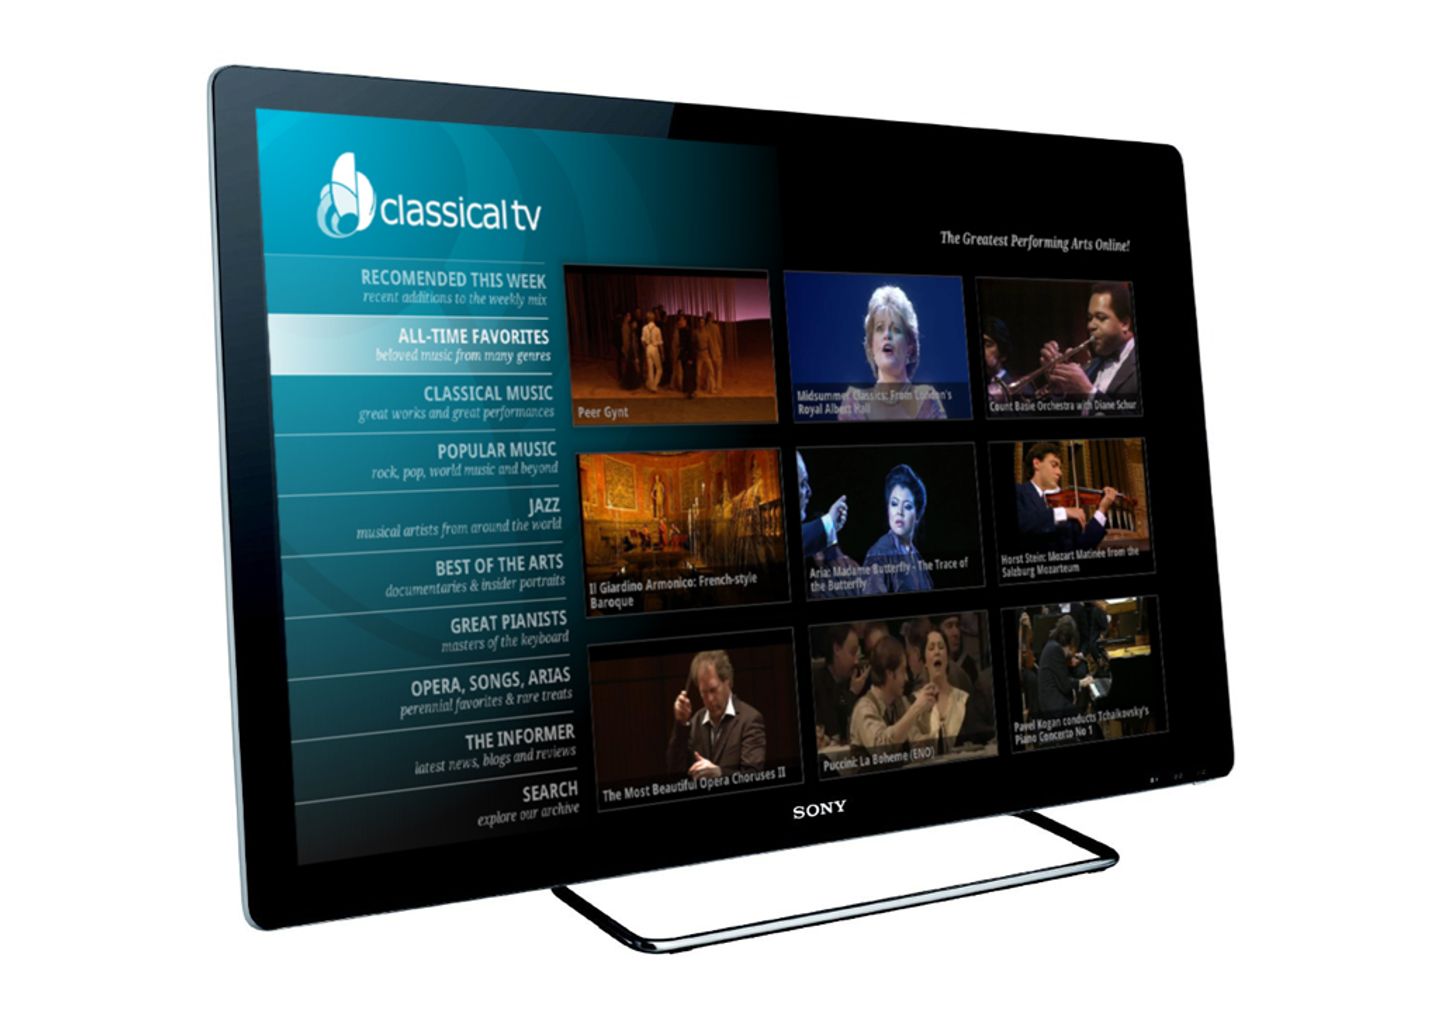 classical tv
The Greatest Performing Arts Online!
RECOMENDED THIS WEEK
recent additions to the weekly mix
ALL-TIME FAVORITES
beloved music from many genres
CLASSICAL MUSIC
great works and great performances
POPULAR MUSIC
rock, pop, world music and beyond
JAZZ
musical artists from around the world
BEST OF THE ARTS
documentaries & insider portraits
GREAT PIANISTS
masters of the keyboard
OPERA, SONGS, ARIAS
perennial favorites & rare treats
THE INFORMER
latest news, blogs and reviews
SEARCH
explore our archive
Peer Gynt
Midsummer Classics: From London's
Royal Albert Hall
Count Basie Orchestra with Diane Schur
Il Giardino Armonico: French-style
Baroque
Aria: Madame Butterfly - The Trace of
the Butterfly
Horst Stein: Mozart Matinée from the
Salzburg Mozarteum
The Most Beautiful Opera Choruses II
Puccini: La Boheme (ENO)
Pavel Kogan conducts Tchaikovsky's
Piano Concerto No 1
SONY